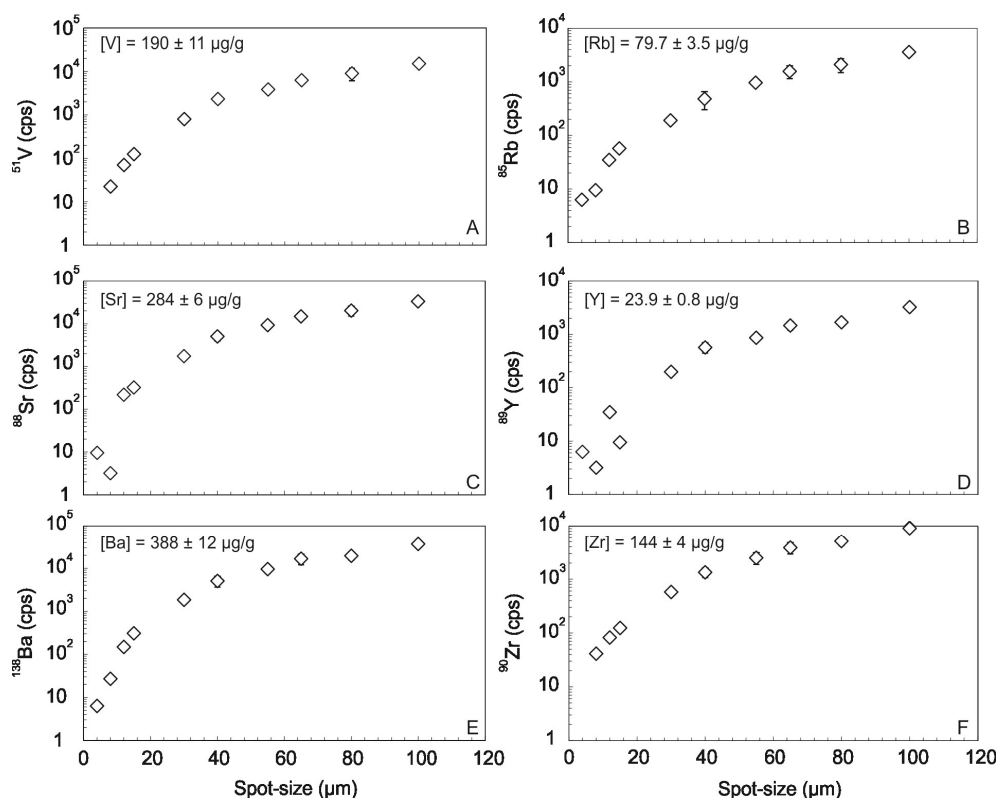 [V] = 190 ± 11 µg/g
10⁵
10⁴
10³
10²
10
1
⁵¹V (cps)
A
[Rb] = 79.7 ± 3.5 µg/g
10⁴
10³
10²
10
1
⁸⁵Rb (cps)
B
[Sr] = 284 ± 6 µg/g
10⁵
10⁴
10³
10²
10
1
⁸⁸Sr (cps)
C
[Y] = 23.9 ± 0.8 µg/g
10⁴
10³
10²
10
1
⁸⁹Y (cps)
D
[Ba] = 388 ± 12 µg/g
10⁵
10⁴
10³
10²
10
1
¹³⁸Ba (cps)
E
0 20 40 60 80 100 120
Spot-size (µm)
[Zr] = 144 ± 4 µg/g
10⁴
10³
10²
10
1
⁹⁰Zr (cps)
F
0 20 40 60 80 100 120
Spot-size (µm)